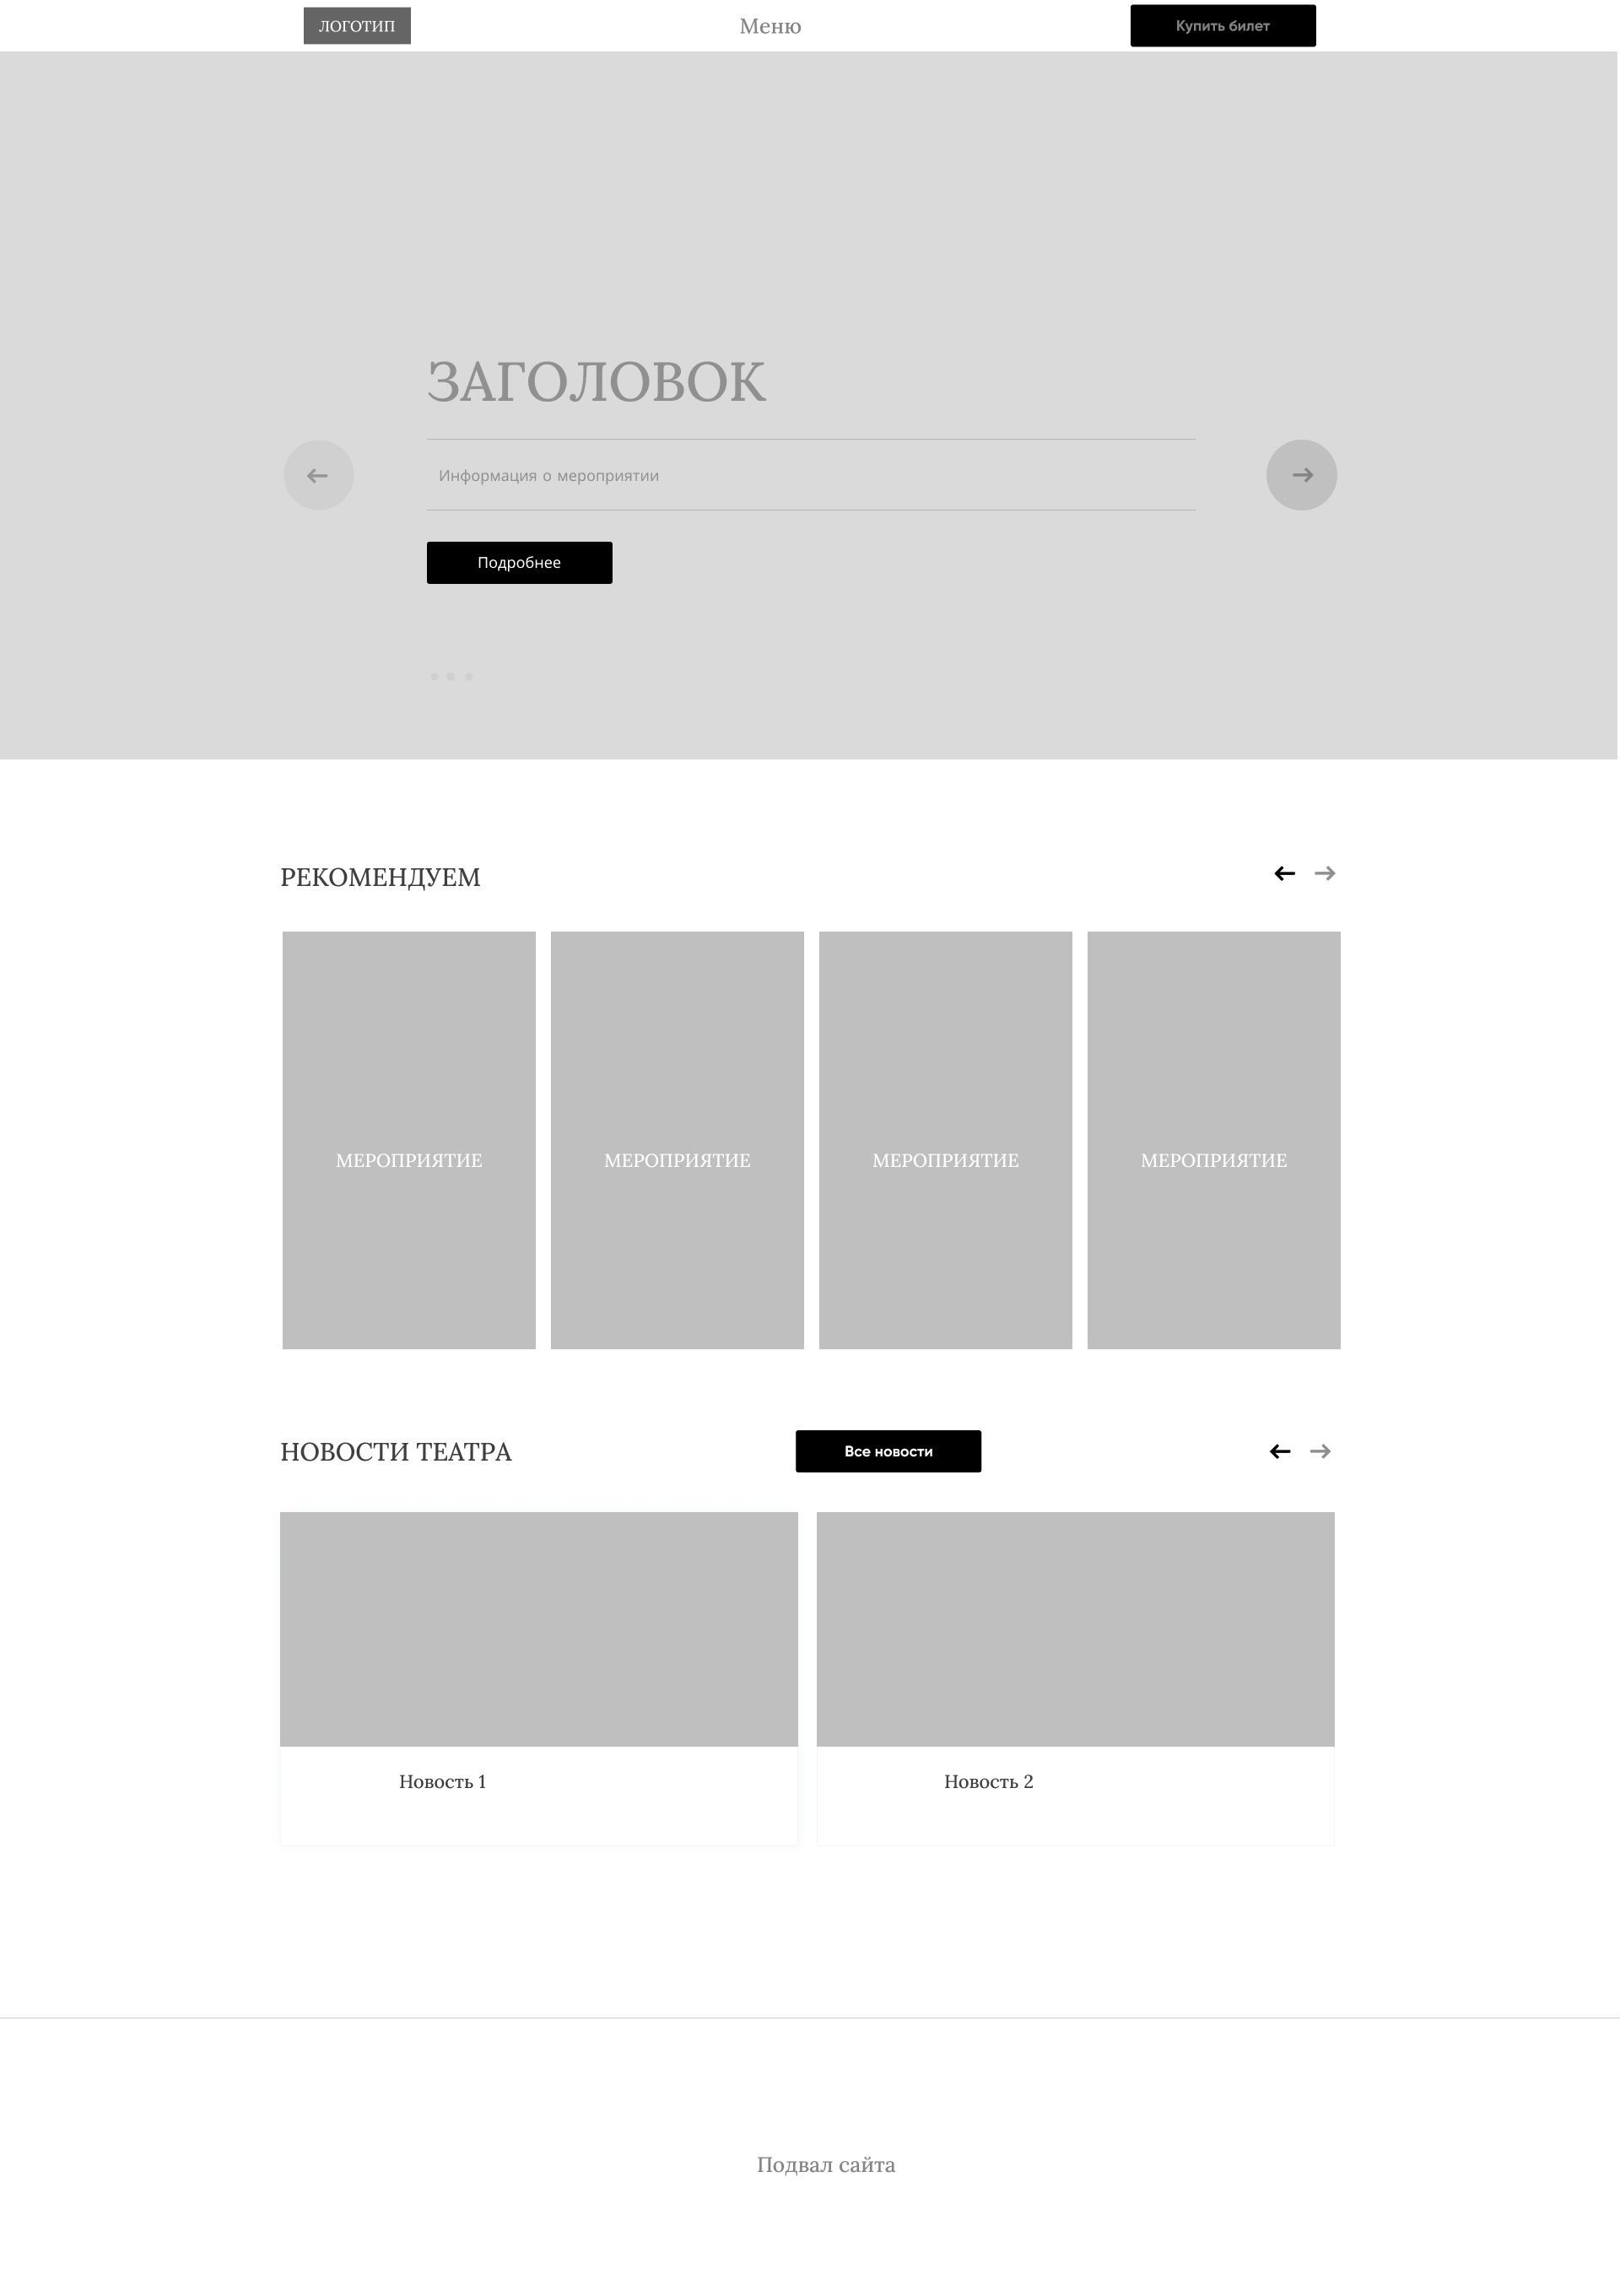 ЛОГОТИП
Меню
Купить билет
ЗАГОЛОВОК
Информация о мероприятии
Подробнее
РЕКОМЕНДУЕМ
МЕРОПРИЯТИЕ
МЕРОПРИЯТИЕ
МЕРОПРИЯТИЕ
МЕРОПРИЯТИЕ
НОВОСТИ ТЕАТРА
Все новости
Новость 1
Новость 2
Подвал сайта